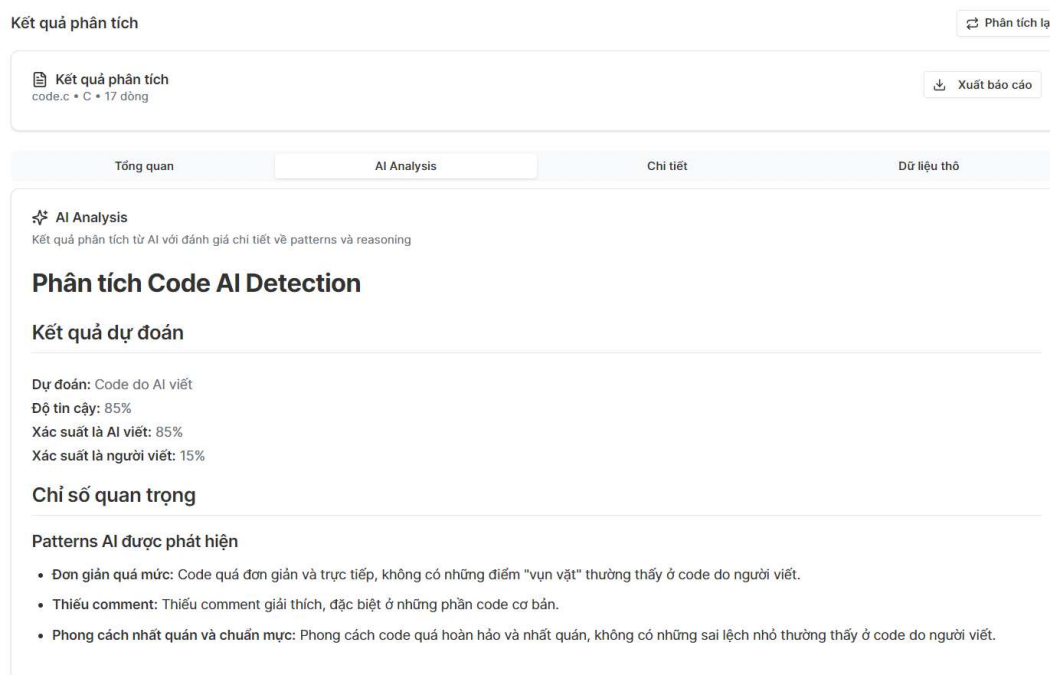 Kết quả phân tích
Phân tích lạ
Kết quả phân tích
code.c • C • 17 dòng
Xuất báo cáo
Tổng quan
AI Analysis
Chi tiết
Dữ liệu thô
AI Analysis
Kết quả phân tích từ AI với đánh giá chi tiết về patterns và reasoning
Phân tích Code AI Detection
Kết quả dự đoán
Dự đoán: Code do AI viết
Độ tin cậy: 85%
Xác suất là AI viết: 85%
Xác suất là người viết: 15%
Chỉ số quan trọng
Patterns AI được phát hiện
• Đơn giản quá mức: Code quá đơn giản và trực tiếp, không có những điểm "vụn vặt" thường thấy ở code do người viết.
• Thiếu comment: Thiếu comment giải thích, đặc biệt ở những phần code cơ bản.
• Phong cách nhất quán và chuẩn mực: Phong cách code quá hoàn hảo và nhất quán, không có những sai lệch nhỏ thường thấy ở code do người viết.